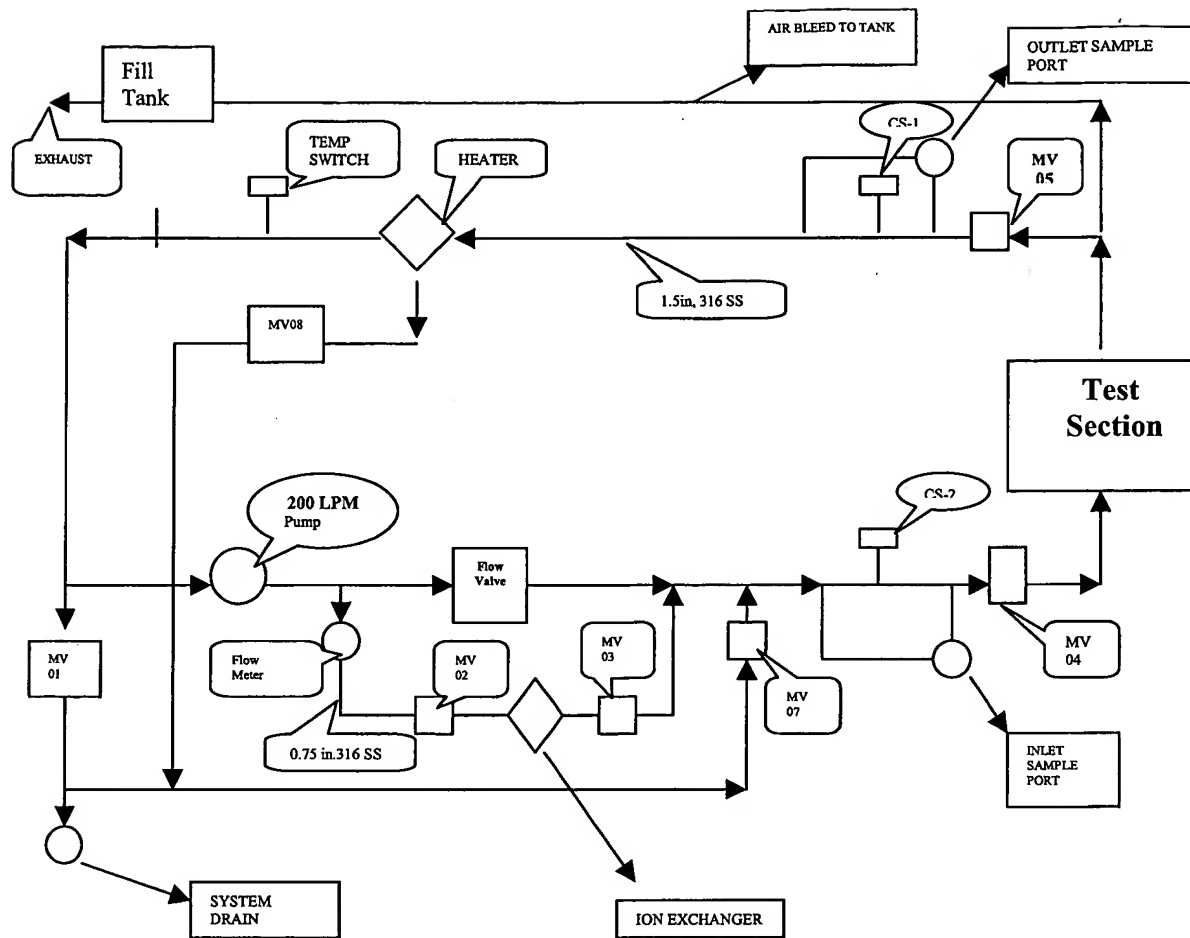 AIR BLEED TO TANK
OUTLET SAMPLE
PORT
Fill
Tank
CS-1
EXHAUST
TEMP
SWITCH
HEATER
MV
05
1.5in, 316 SS
MV08
Test
Section
200 LPM
Pump
CS-2
Flow
Valve
MV
01
Flow
Meter
MV
02
MV
03
MV
04
MV
07
0.75 in.316 SS
INLET
SAMPLE
PORT
SYSTEM
DRAIN
ION EXCHANGER